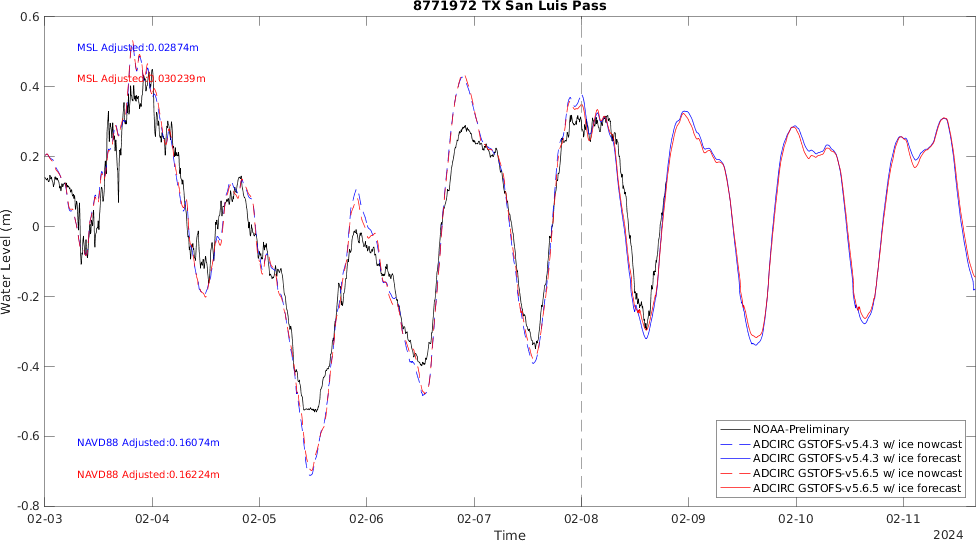 8771972 TX San Luis Pass
0.6
MSL Adjusted:0.02874m
0.4
MSL Adjusted:0.030239m
0.2
0
-0.2
-0.4
-0.6
-0.8
Water Level (m)
NAVD88 Adjusted:0.16074m
NAVD88 Adjusted:0.16224m
NOAA-Preliminary
ADCIRC GSTOFS-v5.4.3 w/ ice nowcast
ADCIRC GSTOFS-v5.4.3 w/ ice forecast
ADCIRC GSTOFS-v5.6.5 w/ ice nowcast
ADCIRC GSTOFS-v5.6.5 w/ ice forecast
02-03 02-04 02-05 02-06 02-07 02-08 02-09 02-10 02-11
Time
2024